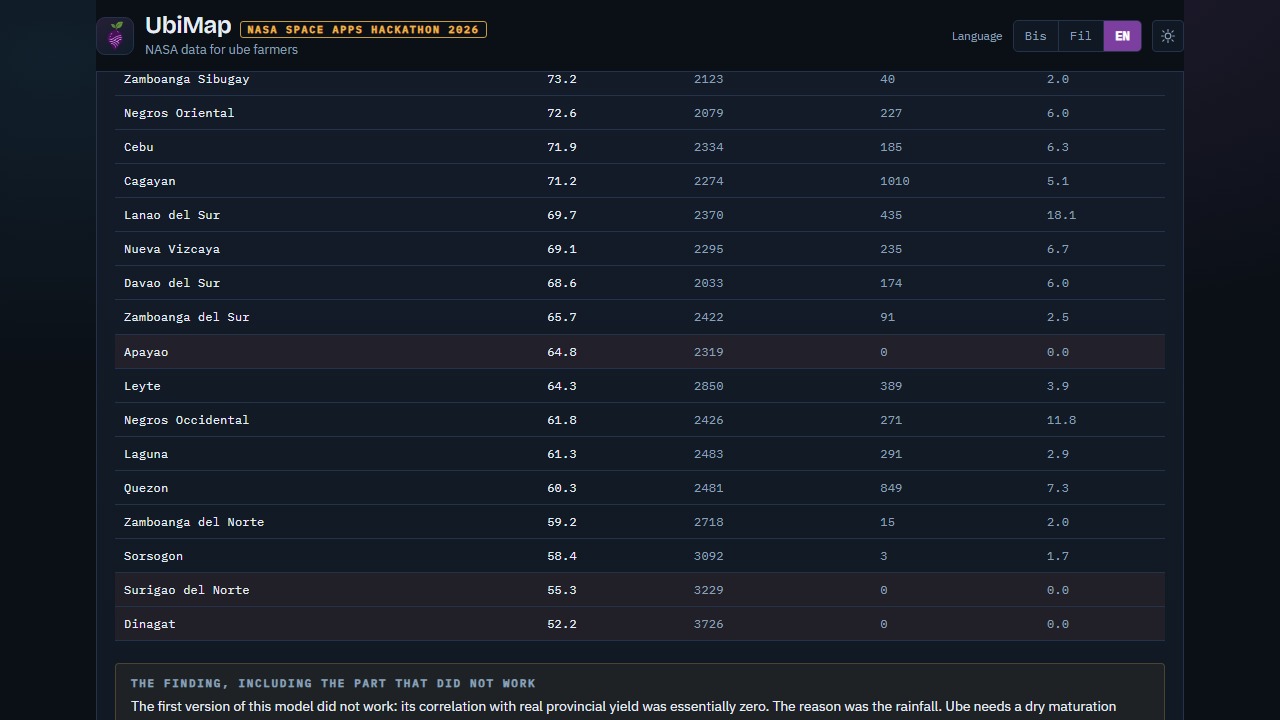 UbiMap NASA SPACE APPS HACKATHON 2026
NASA data for ube farmers
Language Bis Fil EN
Zamboanga Sibugay 73.2 2123 40 2.0
Negros Oriental 72.6 2079 227 6.0
Cebu 71.9 2334 185 6.3
Cagayan 71.2 2274 1010 5.1
Lanao del Sur 69.7 2370 435 18.1
Nueva Vizcaya 69.1 2295 235 6.7
Davao del Sur 68.6 2033 174 6.0
Zamboanga del Sur 65.7 2422 91 2.5
Apayao 64.8 2319 0 0.0
Leyte 64.3 2850 389 3.9
Negros Occidental 61.8 2426 271 11.8
Laguna 61.3 2483 291 2.9
Quezon 60.3 2481 849 7.3
Zamboanga del Norte 59.2 2718 15 2.0
Sorsogon 58.4 3092 3 1.7
Surigao del Norte 55.3 3229 0 0.0
Dinagat 52.2 3726 0 0.0
THE FINDING, INCLUDING THE PART THAT DID NOT WORK
The first version of this model did not work: its correlation with real provincial yield was essentially zero. The reason was the rainfall. Ube needs a dry maturation